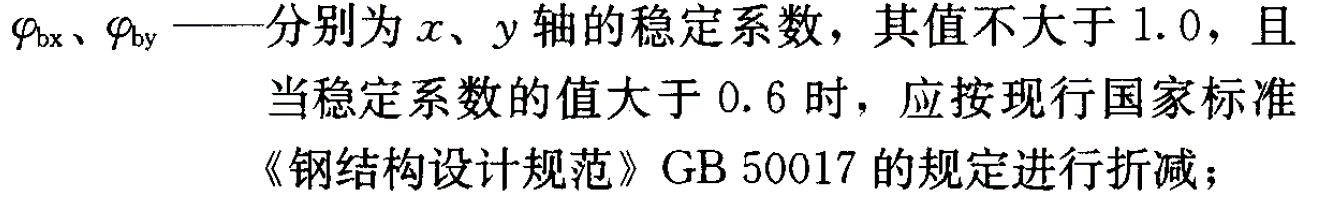 φbx、φby ——分别为 x、y 轴的稳定系数，其值不大于 1.0，且
当稳定系数的值大于 0.6 时，应按现行国家标准
《钢结构设计规范》GB 50017 的规定进行折减；